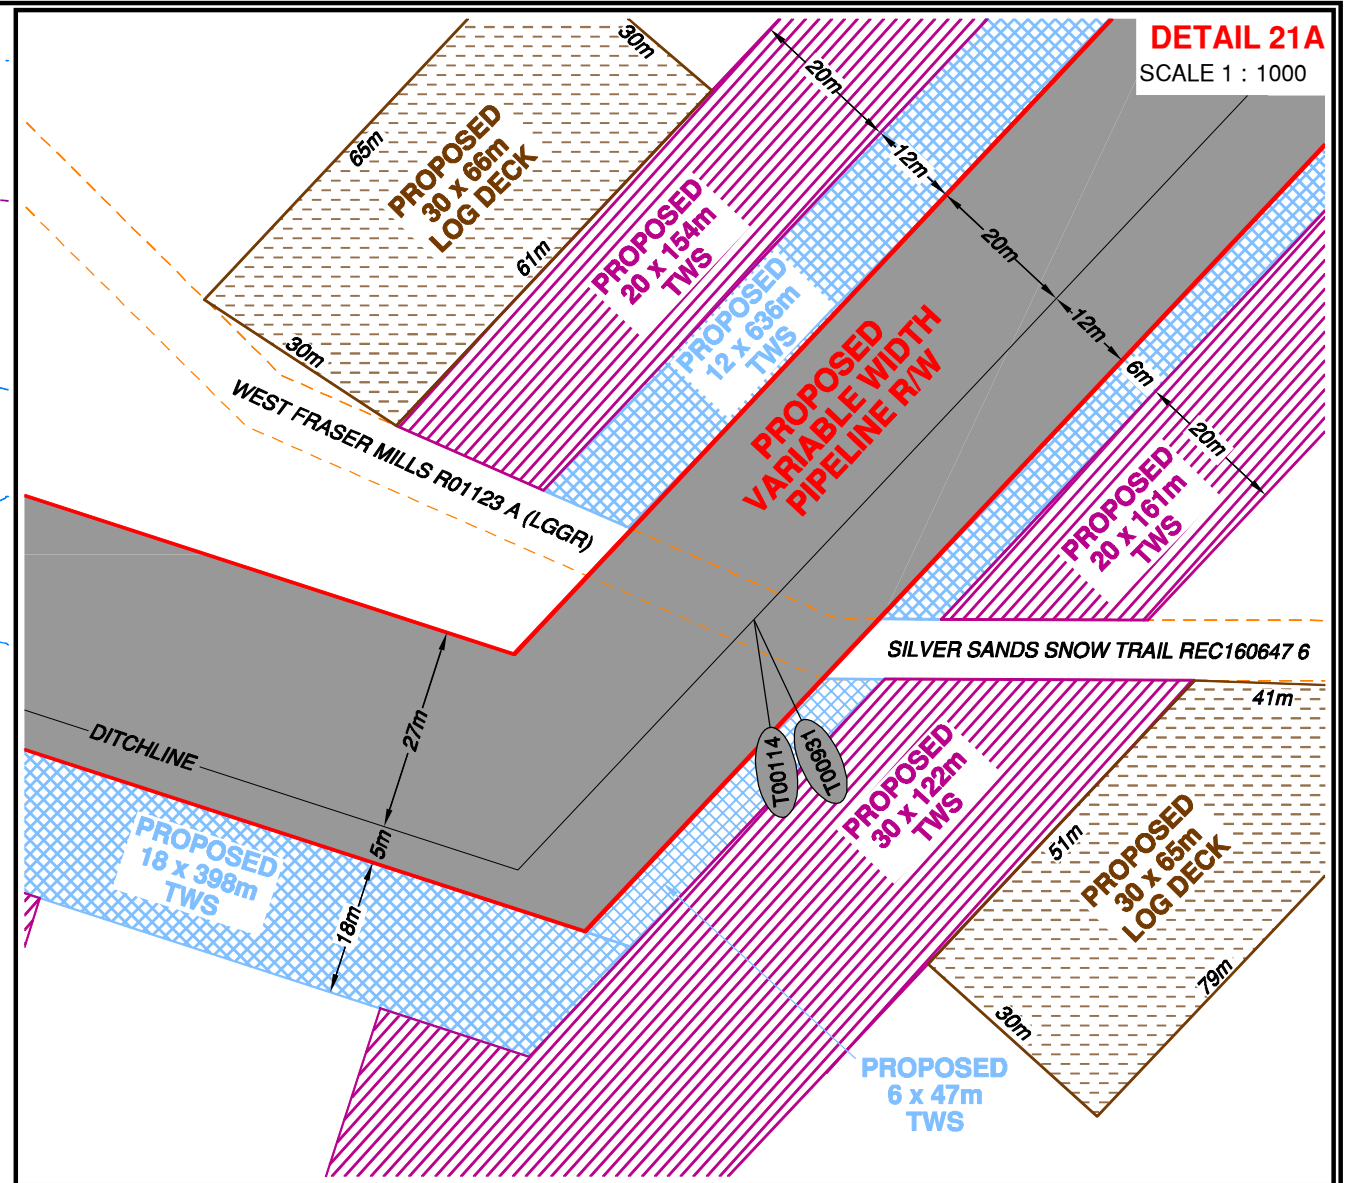 DETAIL 21A
SCALE 1 : 1000
30m
65m
PROPOSED
30 x 66m
LOG DECK
61m
30m
20m
12m
20m
12m
6m
20m
PROPOSED
20 x 154m
TWS
PROPOSED
12 x 636m
TWS
PROPOSED
VARIABLE WIDTH
PIPELINE R/W
WEST FRASER MILLS R01123 A (LGGR)
PROPOSED
20 x 161m
TWS
SILVER SANDS SNOW TRAIL REC160647 6
41m
DITCHLINE
27m
5m
18m
T00114
T00931
PROPOSED
30 x 122m
TWS
51m
PROPOSED
30 x 65m
LOG DECK
79m
30m
PROPOSED
18 x 398m
TWS
PROPOSED
6 x 47m
TWS